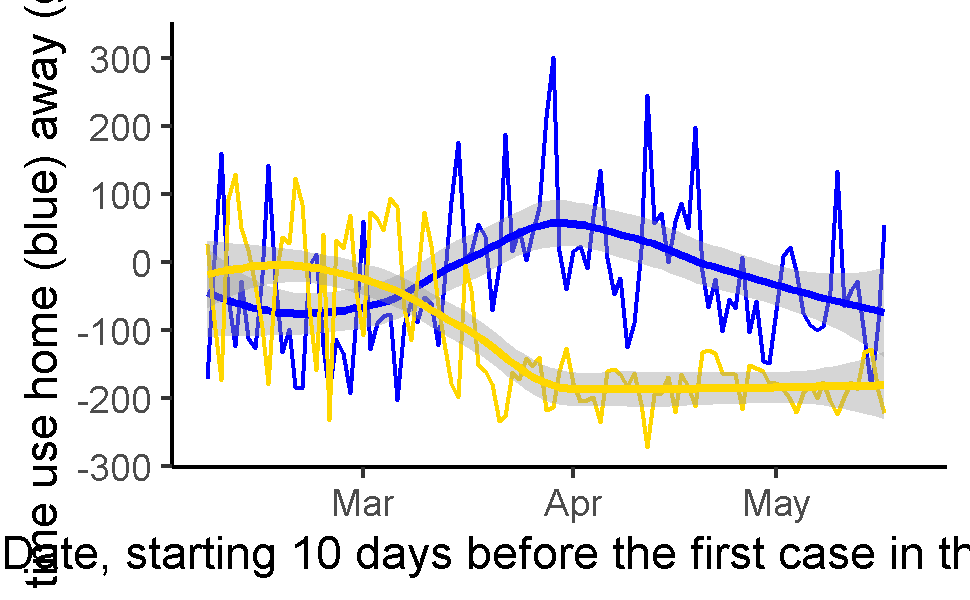 time use home (blue) away (
300
200
100
0
-100
-200
-300
Mar Apr May
Date, starting 10 days before the first case in th